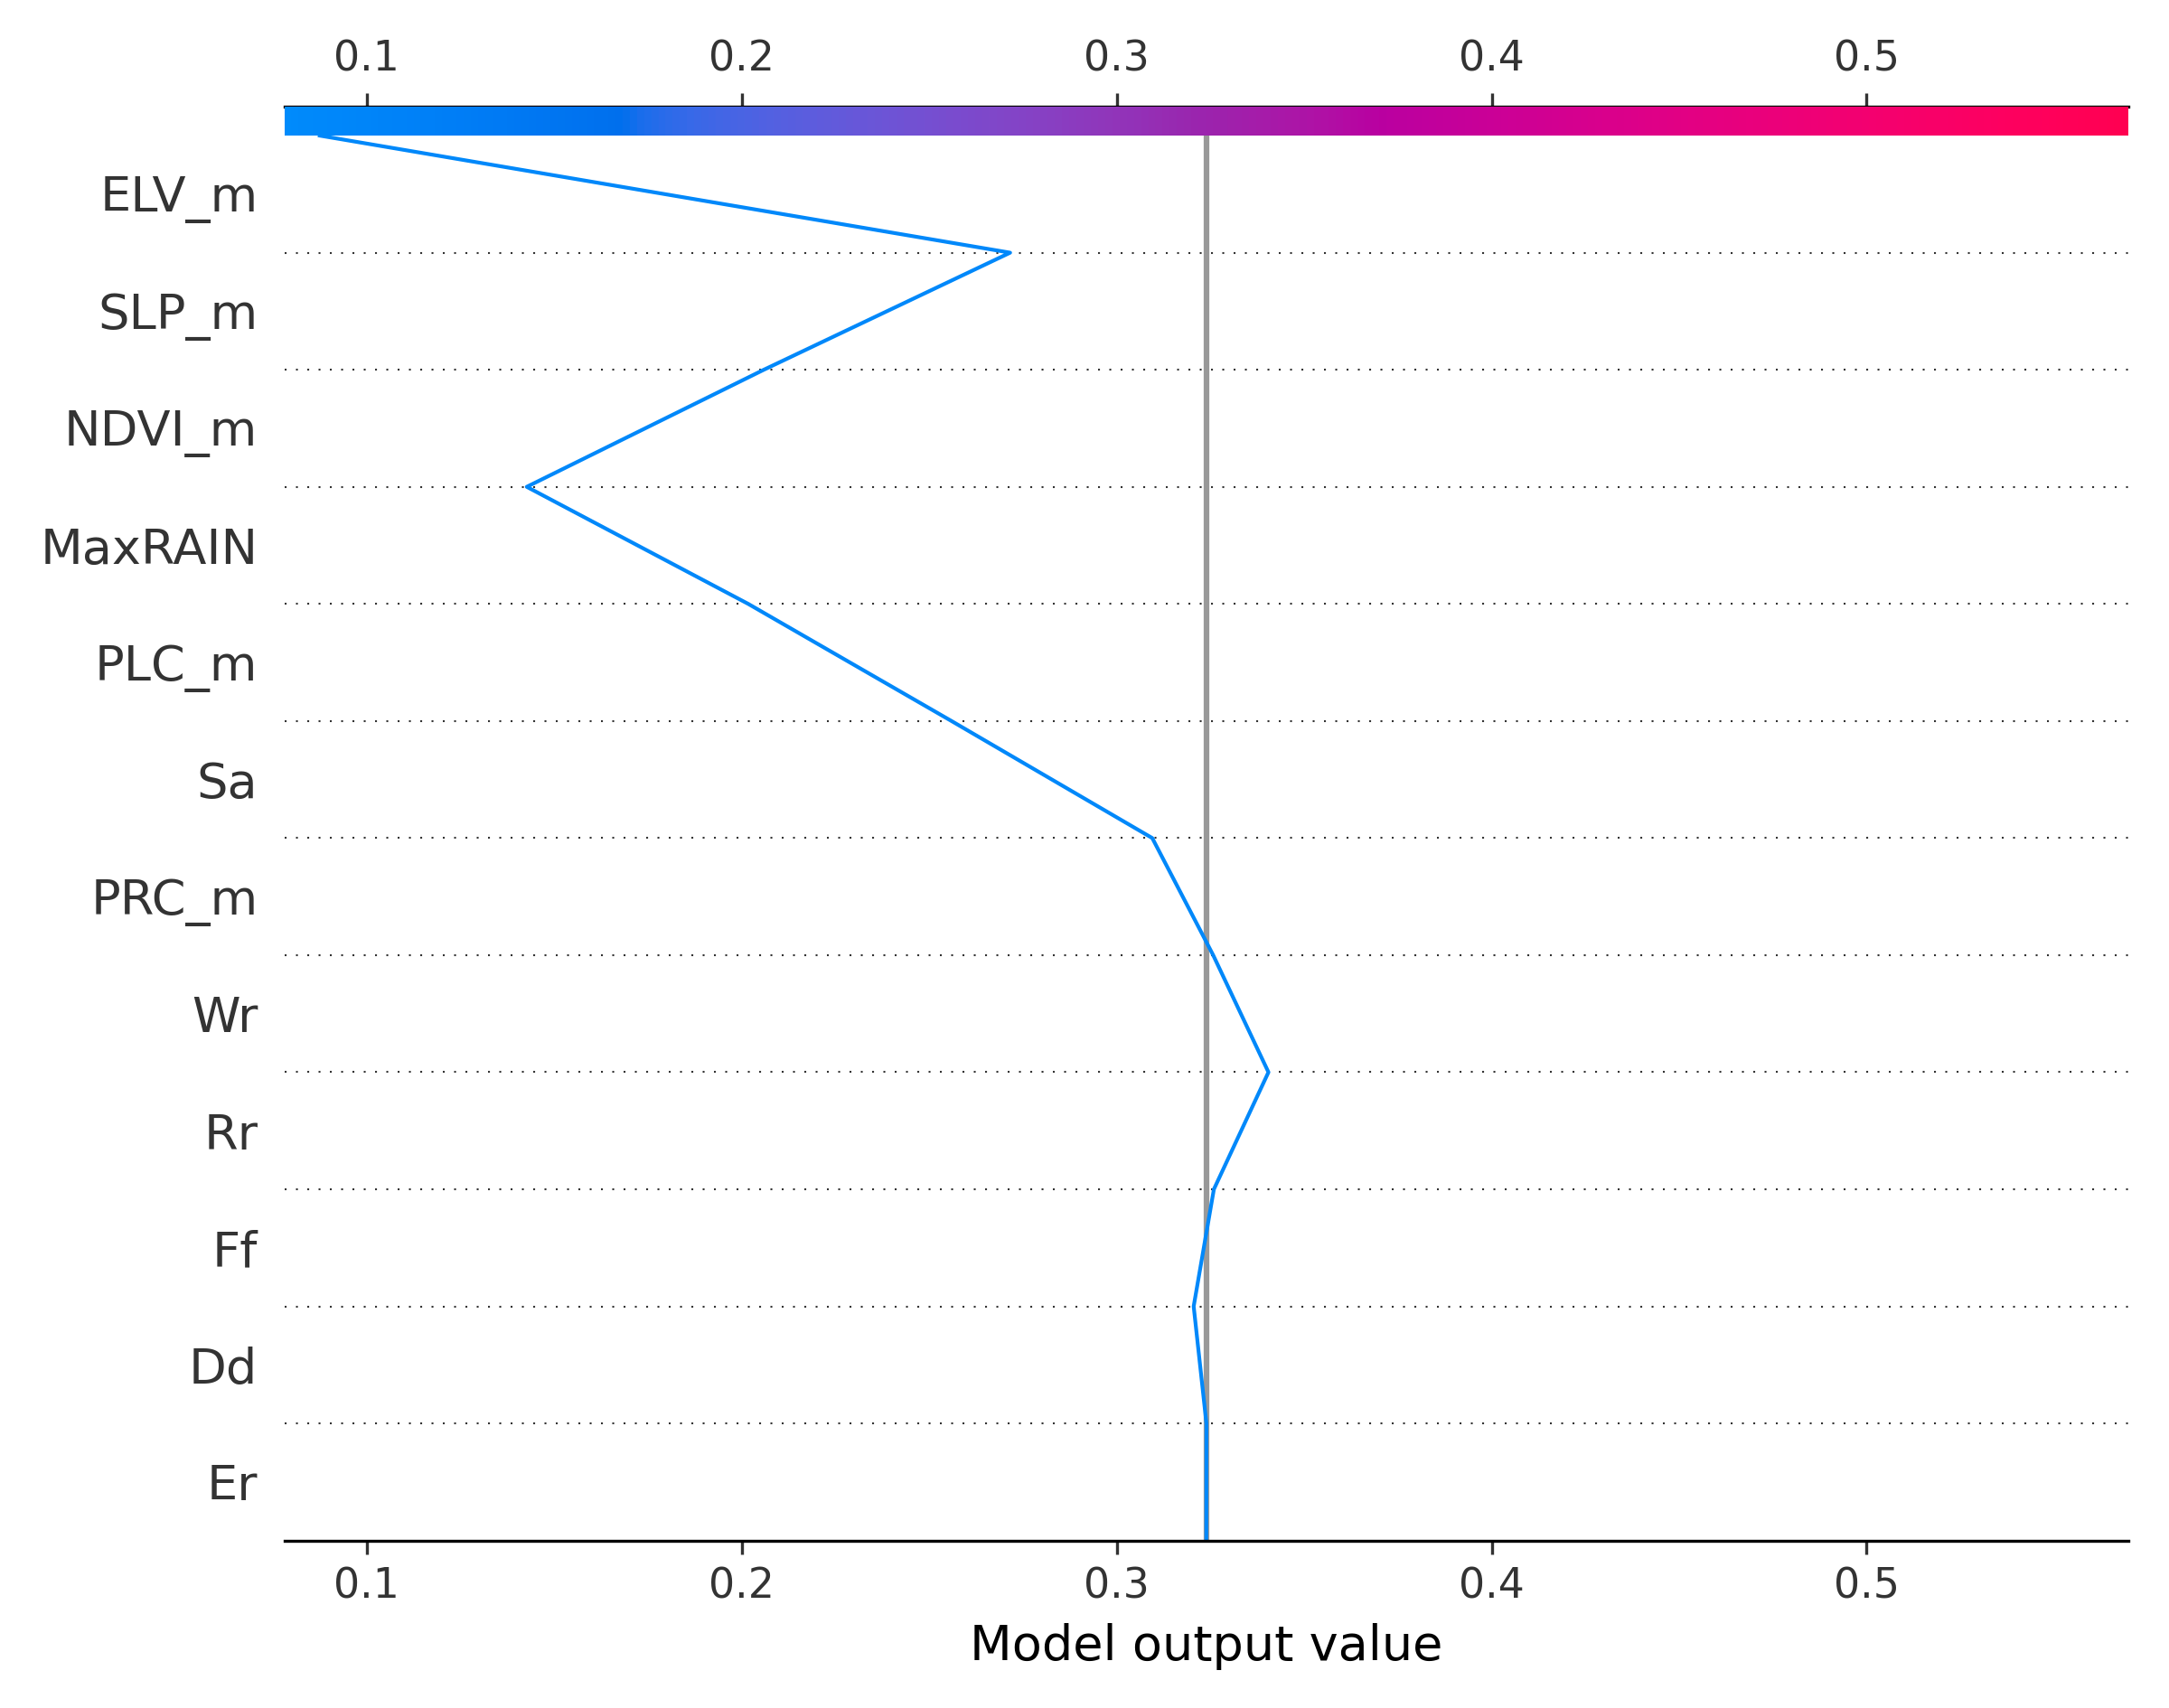 0.1 0.2 0.3 0.4 0.5
ELV_m
SLP_m
NDVI_m
MaxRAIN
PLC_m
Sa
PRC_m
Wr
Rr
Ff
Dd
Er
0.1 0.2 0.3 0.4 0.5
Model output value